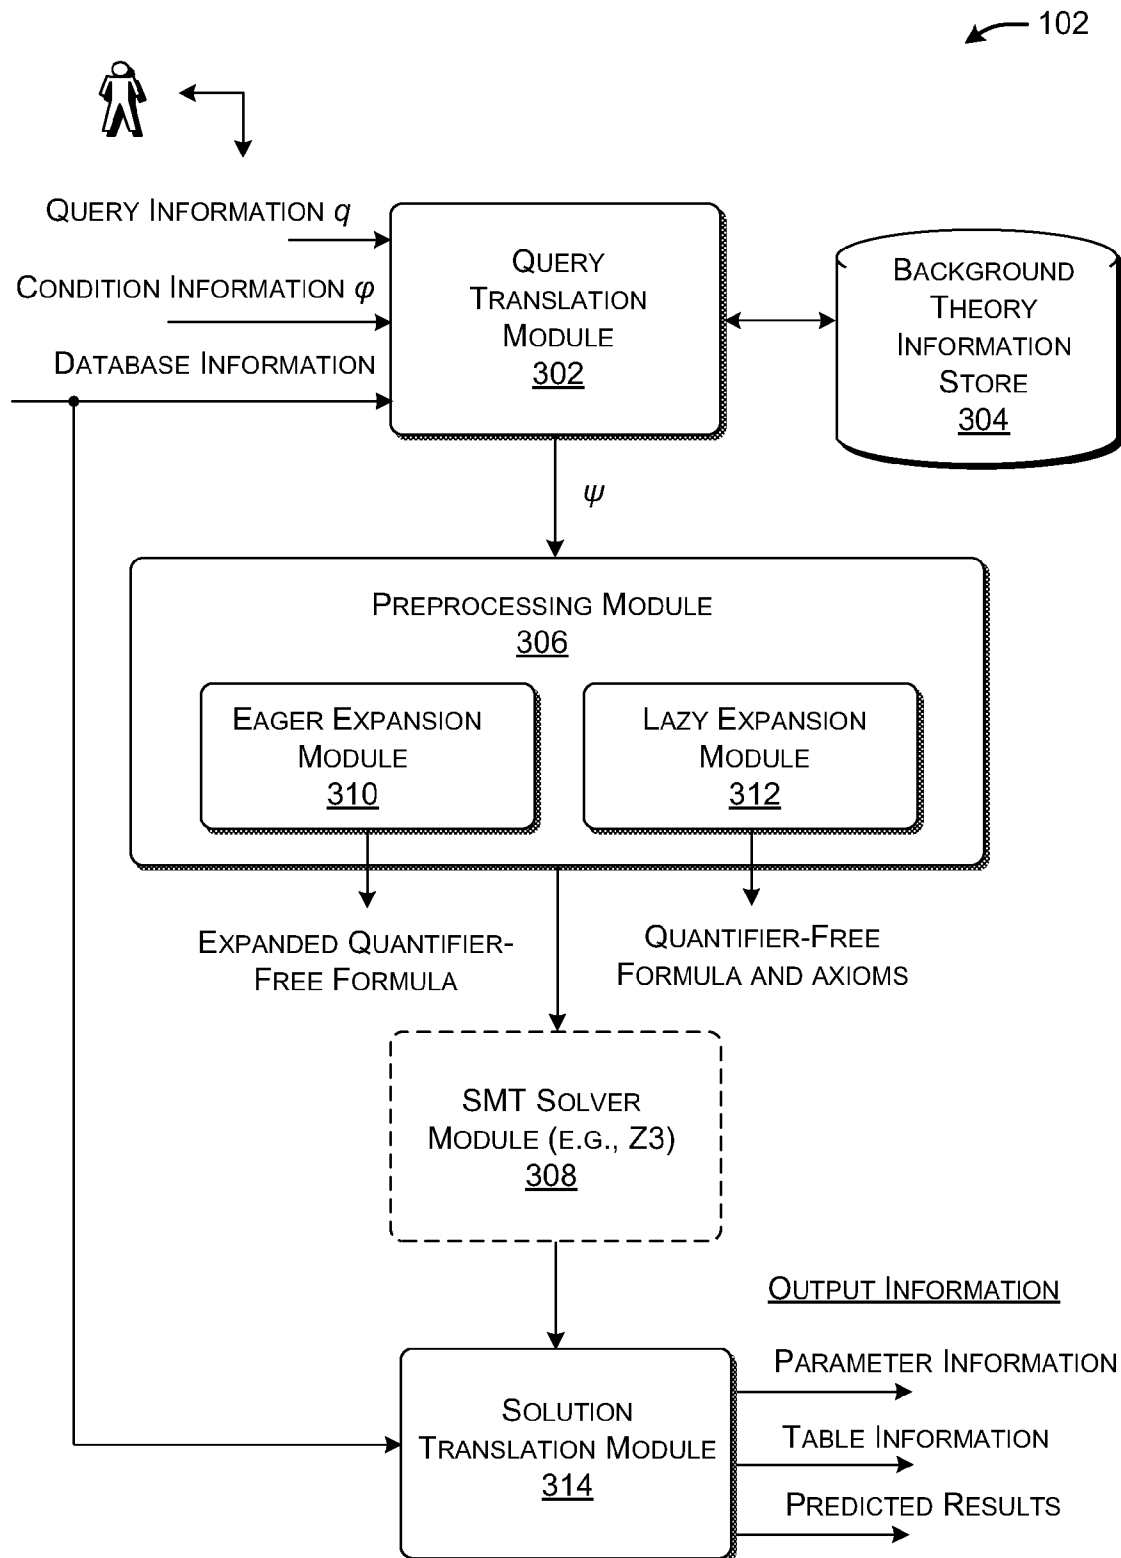 102
QUERY INFORMATION q
CONDITION INFORMATION φ
DATABASE INFORMATION
QUERY
TRANSLATION
MODULE
302
BACKGROUND
THEORY
INFORMATION
STORE
304
ψ
PREPROCESSING MODULE
306
EAGER EXPANSION
MODULE
310
LAZY EXPANSION
MODULE
312
EXPANDED QUANTIFIER-
FREE FORMULA
QUANTIFIER-FREE
FORMULA AND AXIOMS
SMT SOLVER
MODULE (E.G., Z3)
308
OUTPUT INFORMATION
SOLUTION
TRANSLATION MODULE
314
PARAMETER INFORMATION
TABLE INFORMATION
PREDICTED RESULTS